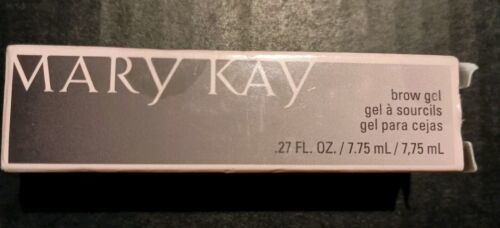 MARY KAY
brow gel
gel à sourcils
gel para cejas
.27 FL. OZ. / 7.75 mL / 7,75 mL